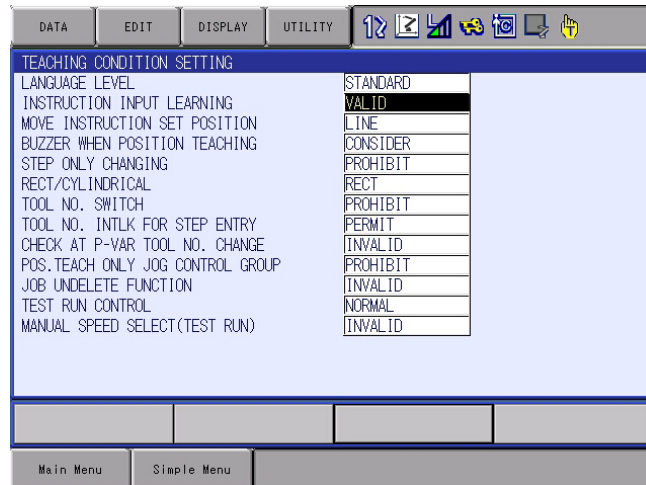 DATA EDIT DISPLAY UTILITY
TEACHING CONDITION SETTING
LANGUAGE LEVEL STANDARD
INSTRUCTION INPUT LEARNING VALID
MOVE INSTRUCTION SET POSITION LINE
BUZZER WHEN POSITION TEACHING CONSIDER
STEP ONLY CHANGING PROHIBIT
RECT/CYLINDRICAL RECT
TOOL NO. SWITCH PROHIBIT
TOOL NO. INTLK FOR STEP ENTRY PERMIT
CHECK AT P-VAR TOOL NO. CHANGE INVALID
POS.TEACH ONLY JOG CONTROL GROUP PROHIBIT
JOB UNDELETE FUNCTION INVALID
TEST RUN CONTROL NORMAL
MANUAL SPEED SELECT(TEST RUN) INVALID
Main Menu Simple Menu